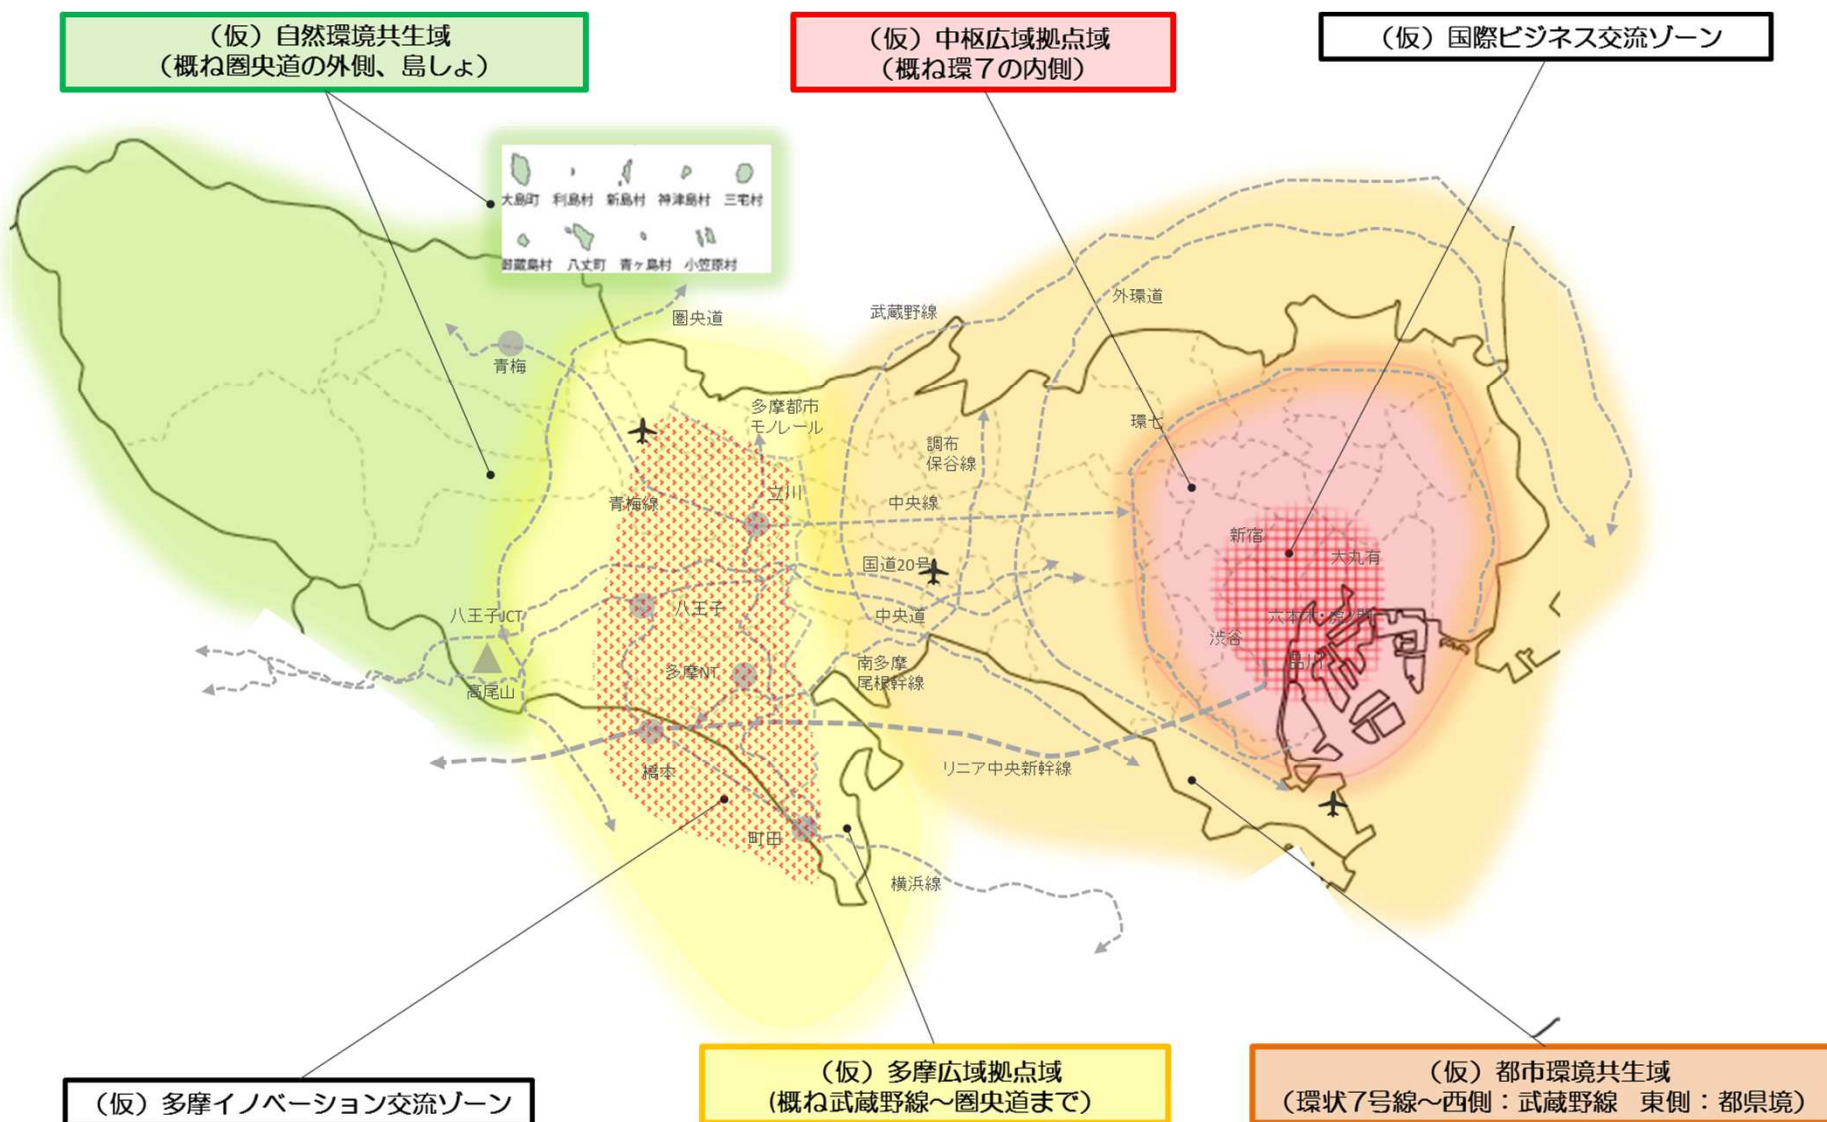 （仮）自然環境共生域
（概ね圏央道の外側、島しょ）
（仮）中枢広域拠点域
（概ね環７の内側）
（仮）国際ビジネス交流ゾーン
大島町
利島村
新島村
神津島村
三宅村
御蔵島村
八丈町
青ヶ島村
小笠原村
圏央道
武蔵野線
外環道
青梅
多摩都市
モノレール
調布
保谷線
環七
青梅線
立川
中央線
新宿
大丸有
国道20号
八王子JCT
八王子
中央道
六本木・虎ノ門
渋谷
品川
高尾山
多摩NT
南多摩
尾根幹線
橋本
リニア中央新幹線
町田
横浜線
（仮）多摩イノベーション交流ゾーン
（仮）多摩広域拠点域
（概ね武蔵野線～圏央道まで）
（仮）都市環境共生域
（環状７号線～西側：武蔵野線　東側：都県境）